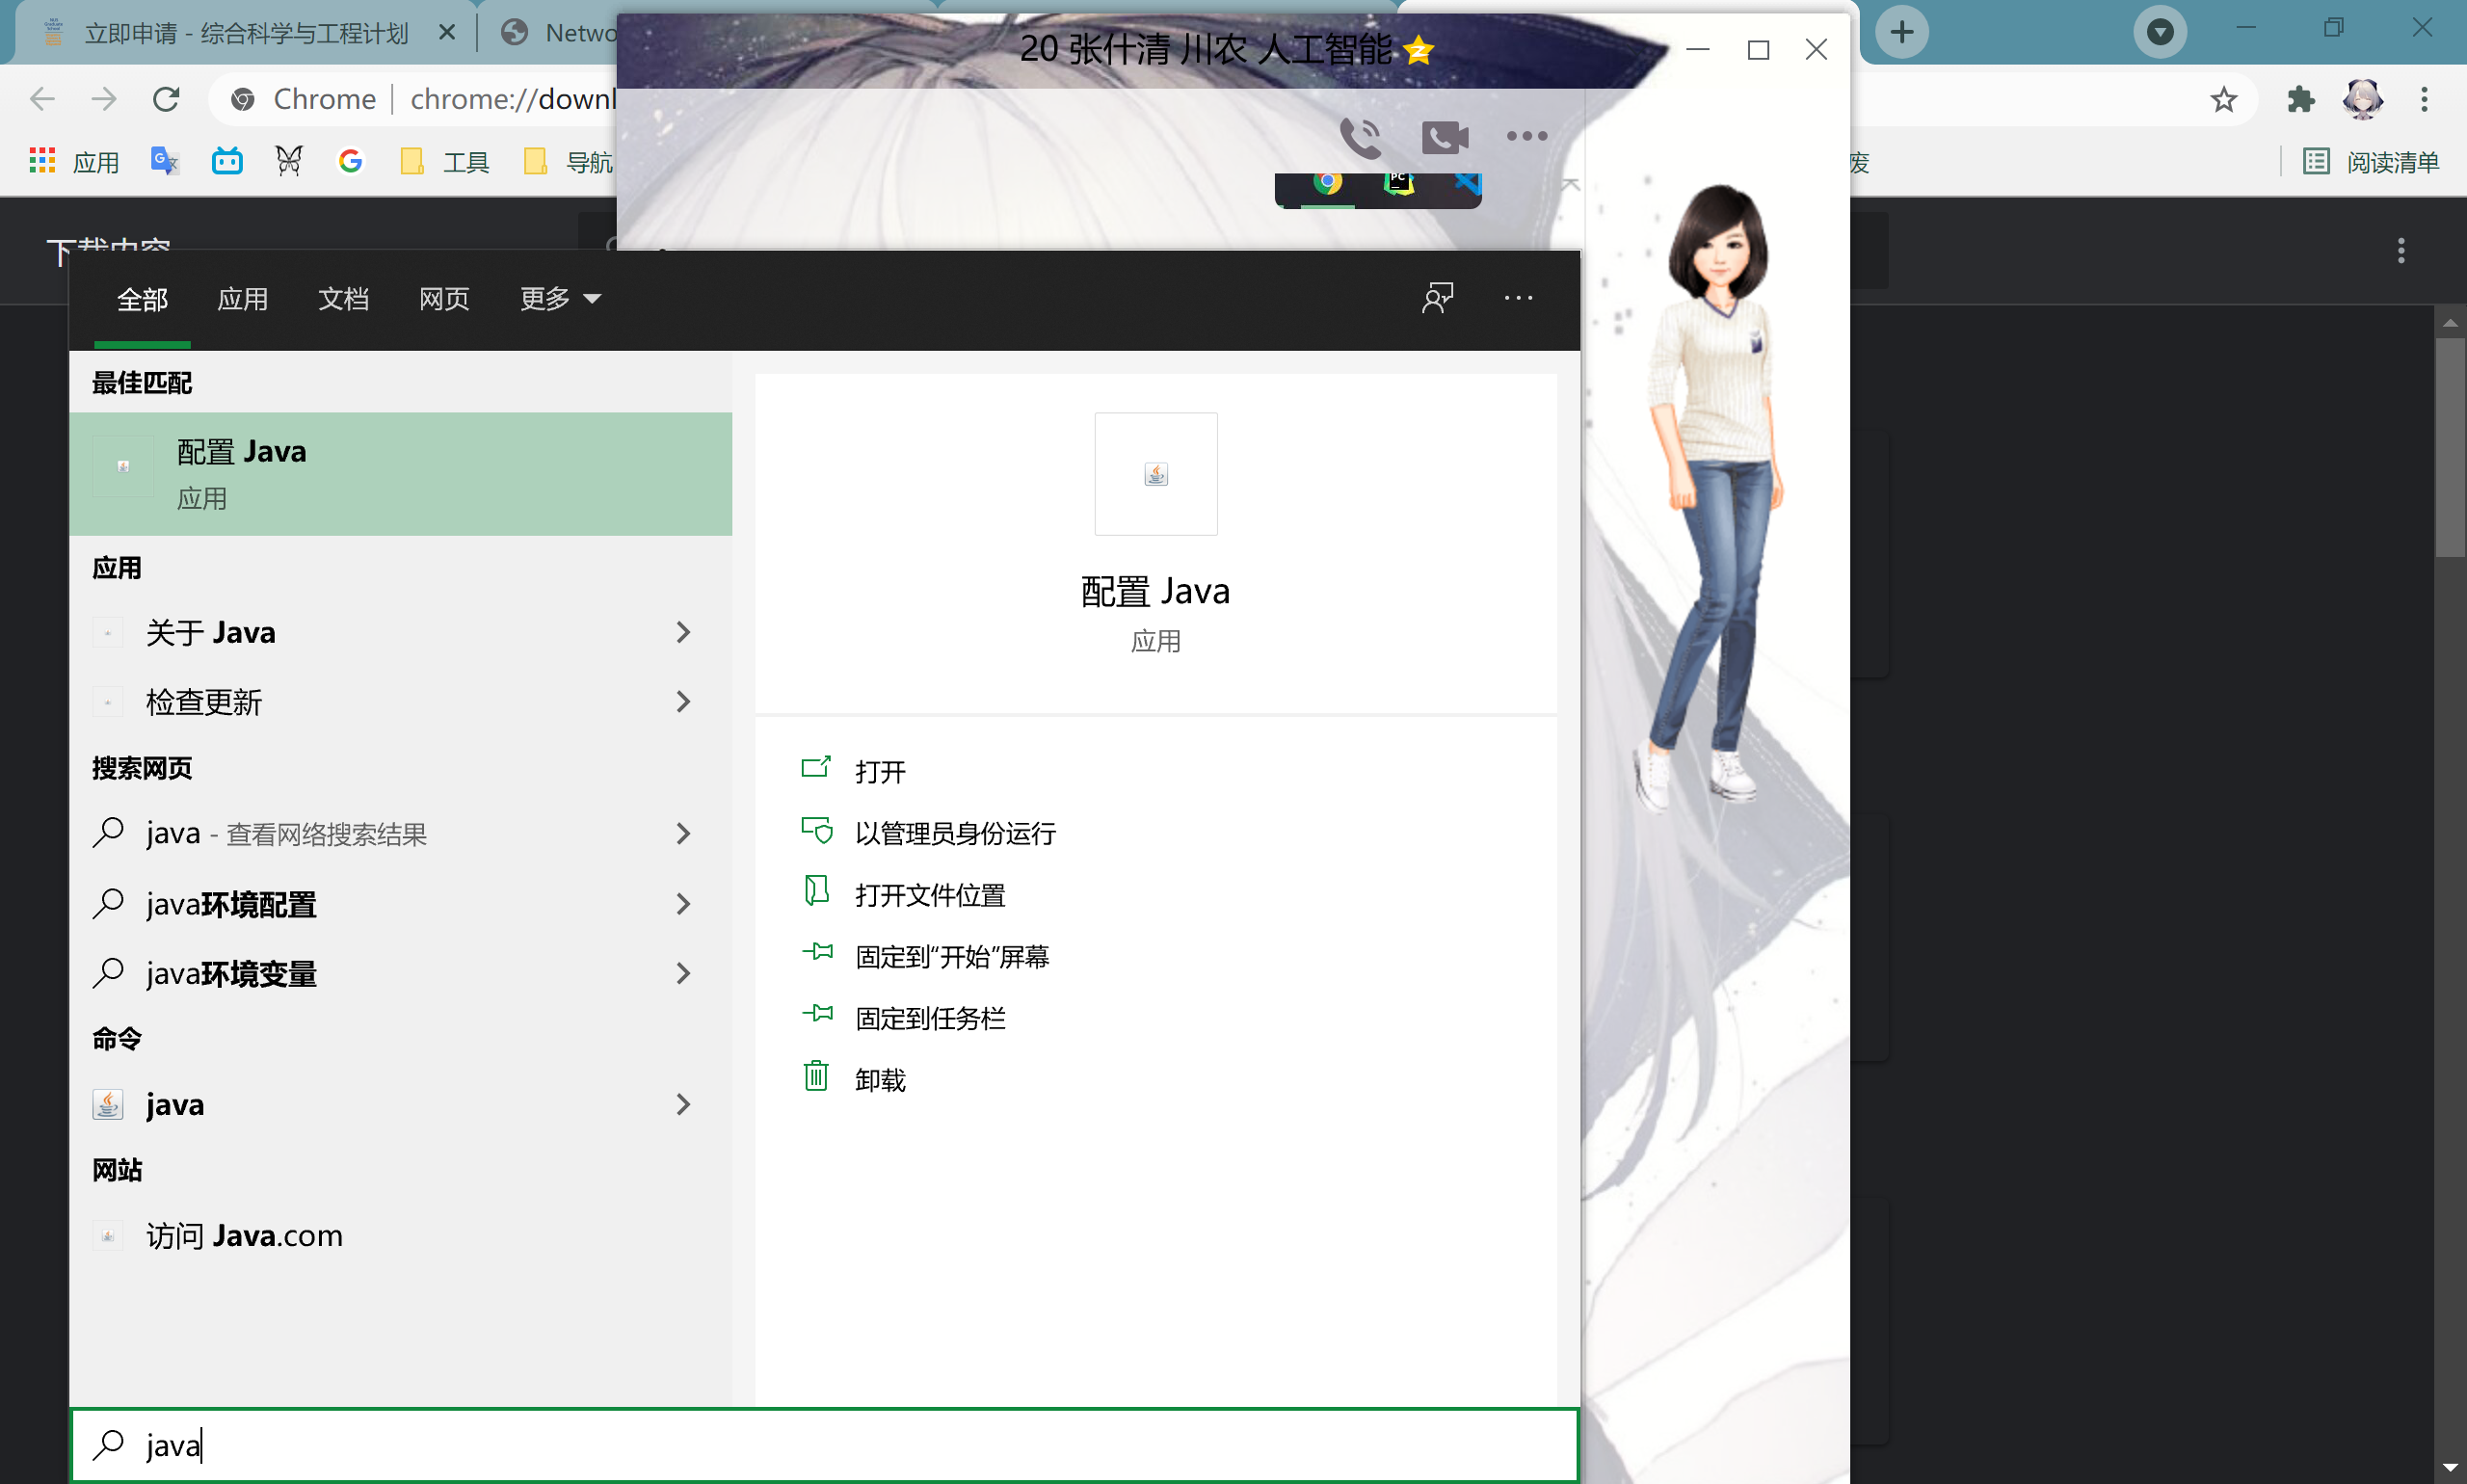 立即申请 - 综合科学与工程计划
Netwo
20 张什清 川农 人工智能
Chrome
chrome://downl
应用
工具
导航
废
阅读清单
全部
应用
文档
网页
更多
最佳匹配
配置 Java
应用
应用
关于 Java
检查更新
搜索网页
java - 查看网络搜索结果
java环境配置
java环境变量
命令
java
网站
访问 Java.com
配置 Java
应用
打开
以管理员身份运行
打开文件位置
固定到“开始”屏幕
固定到任务栏
卸载
java